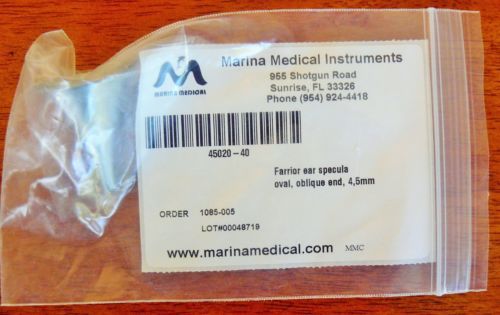 Marina Medical Instruments
955 Shotgun Road
Sunrise, FL 33326
Phone (954) 924-4418
MARINA MEDICAL
45020-40
Farrior ear specula
oval, oblique end, 4,5mm
ORDER 1085-005
LOT#00048719
www.marinamedical.com MMC